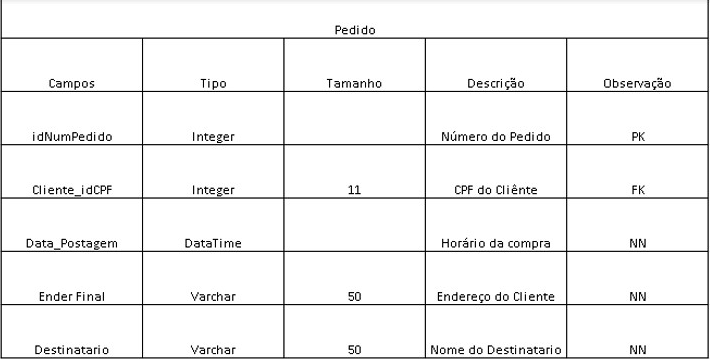 Pedido
Campos Tipo Tamanho Descrição Observação
idNumPedido Integer Número do Pedido PK
Cliente_idCPF Integer 11 CPF do Cliênte FK
Data_Postagem DataTime Horário da compra NN
Ender Final Varchar 50 Endereço do Cliente NN
Destinatario Varchar 50 Nome do Destinatario NN